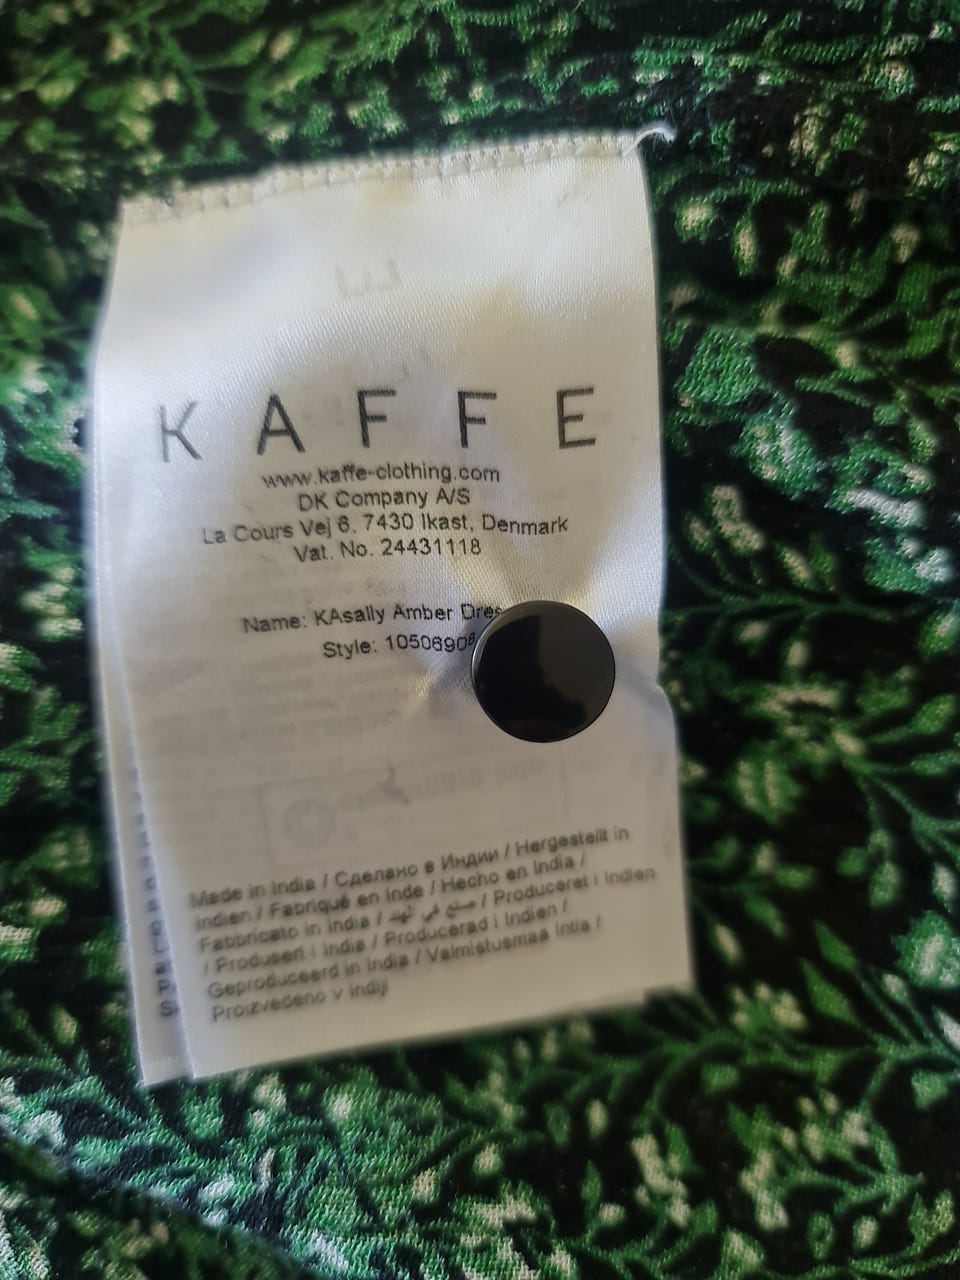 KAFFE
www.kaffe-clothing.com
DK Company A/S
La Cours Vej 6. 7430 Ikast, Denmark
Vat. No. 24431118
Name: KAsally Amber Dres
Style: 1050690
Made in India / Сделано в Индии / Hergestellt in
Indien / Fabriqué en Inde / Hecho en India /
Fabbricato in India / صنع في الهند / Produceret i Indien
/ Produsert i India / Producerad i Indien /
Geproduceerd in India / Valmistusmaa Intia /
Proizvedeno v Indiji